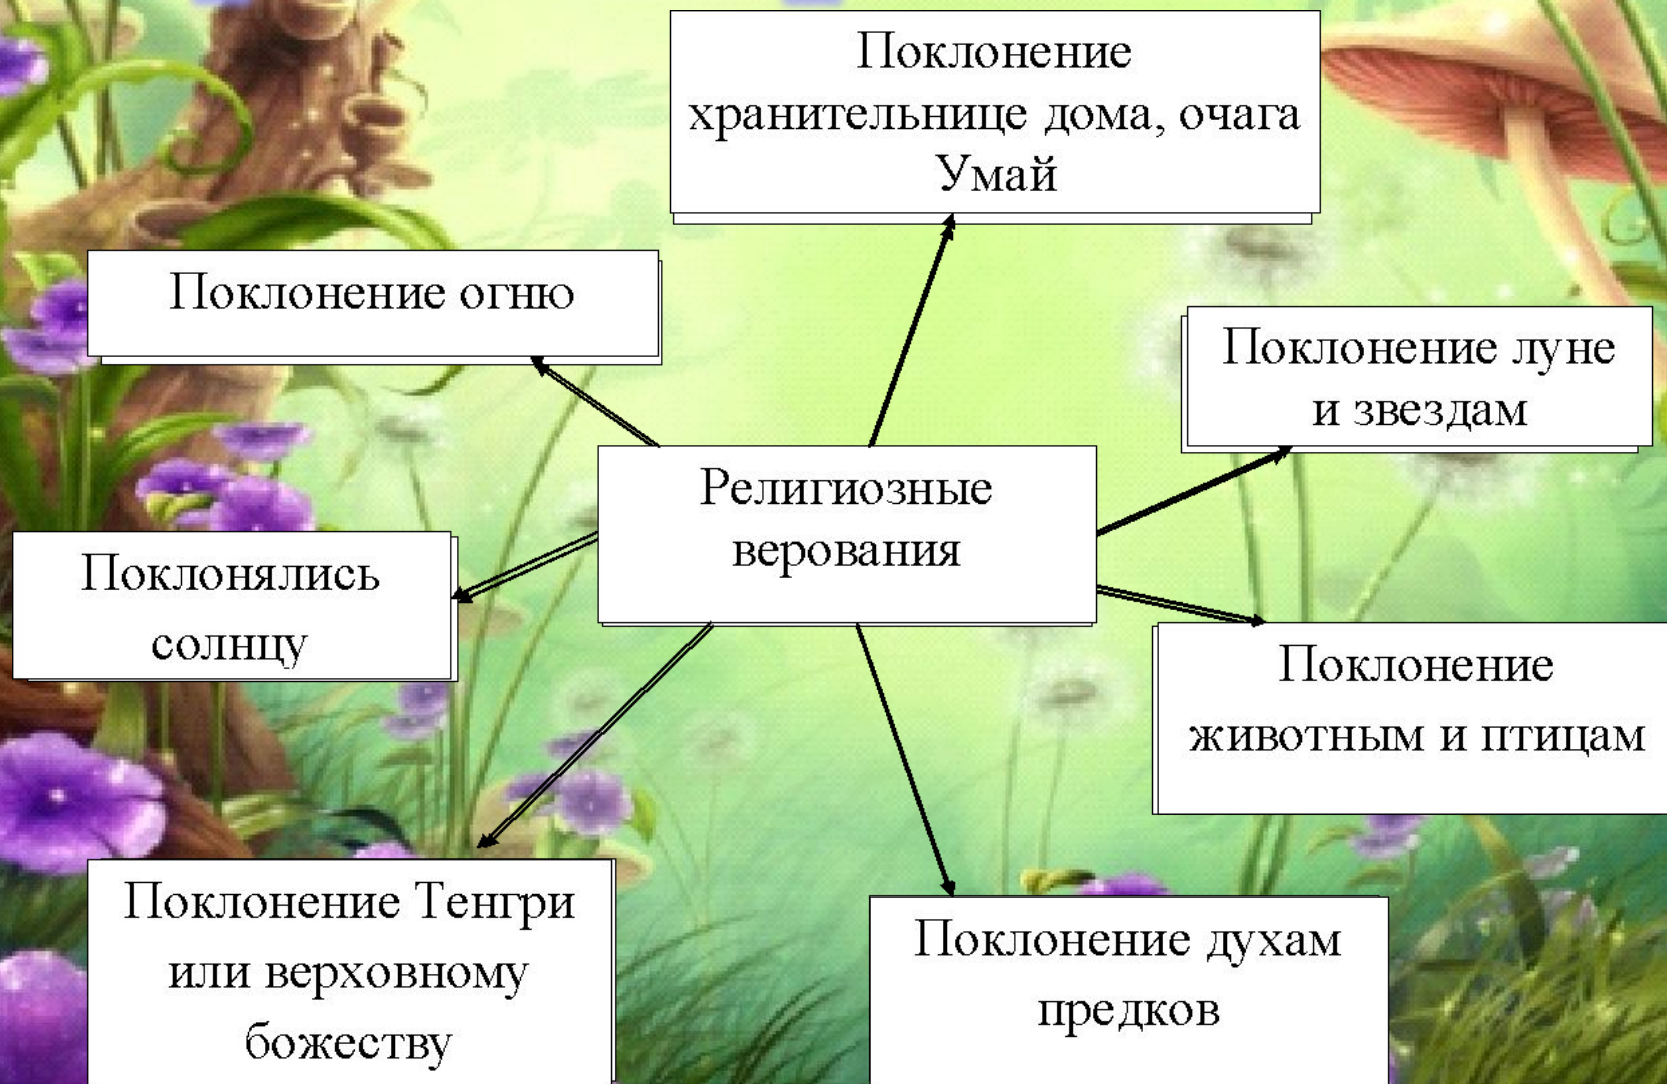 Поклонение
хранительнице дома, очага
Умай
Поклонение огню
Поклонение луне
и звездам
Религиозные
верования
Поклонялись
солнцу
Поклонение
животным и птицам
Поклонение Тенгри
или верховному
божеству
Поклонение духам
предков